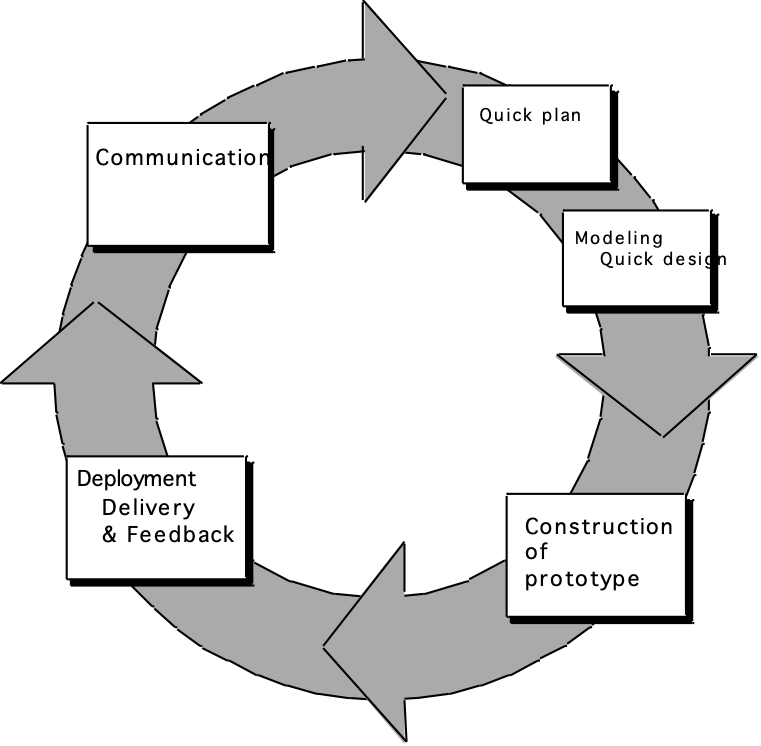 Communication
Quick plan
Modeling
Quick design
Construction
of
prototype
Deployment
Delivery
& Feedback